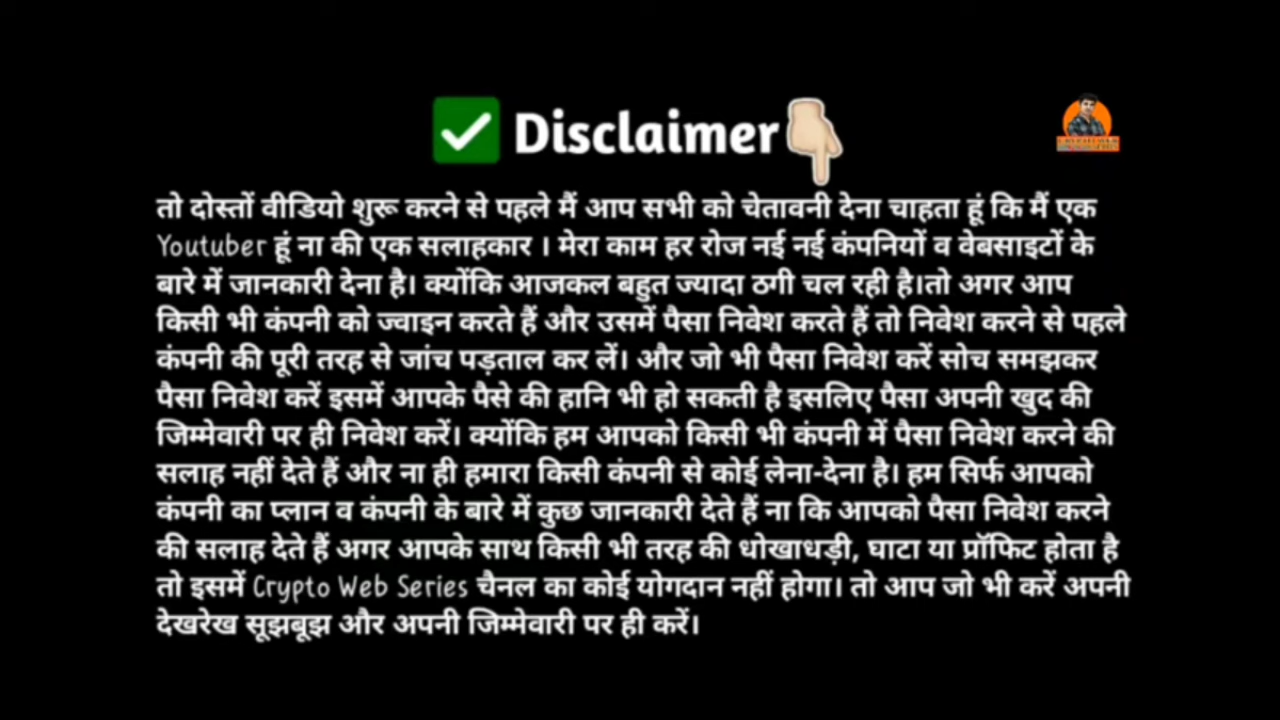 ✅ Disclaimer👇🏻
तो दोस्तों वीडियो शुरू करने से पहले मैं आप सभी को चेतावनी देना चाहता हूं कि मैं एक
Youtuber हूं ना की एक सलाहकार । मेरा काम हर रोज नई नई कंपनियों व वेबसाइटों के
बारे में जानकारी देना है। क्योंकि आजकल बहुत ज्यादा ठगी चल रही है।तो अगर आप
किसी भी कंपनी को ज्वाइन करते हैं और उसमें पैसा निवेश करते हैं तो निवेश करने से पहले
कंपनी की पूरी तरह से जांच पड़ताल कर लें। और जो भी पैसा निवेश करें सोच समझकर
पैसा निवेश करें इसमें आपके पैसे की हानि भी हो सकती है इसलिए पैसा अपनी खुद की
जिम्मेवारी पर ही निवेश करें। क्योंकि हम आपको किसी भी कंपनी में पैसा निवेश करने की
सलाह नहीं देते हैं और ना ही हमारा किसी कंपनी से कोई लेना-देना है। हम सिर्फ आपको
कंपनी का प्लान व कंपनी के बारे में कुछ जानकारी देते हैं ना कि आपको पैसा निवेश करने
की सलाह देते हैं अगर आपके साथ किसी भी तरह की धोखाधड़ी, घाटा या प्रॉफिट होता है
तो इसमें Crypto Web Series चैनल का कोई योगदान नहीं होगा। तो आप जो भी करें अपनी
देखरेख सूझबूझ और अपनी जिम्मेवारी पर ही करें।